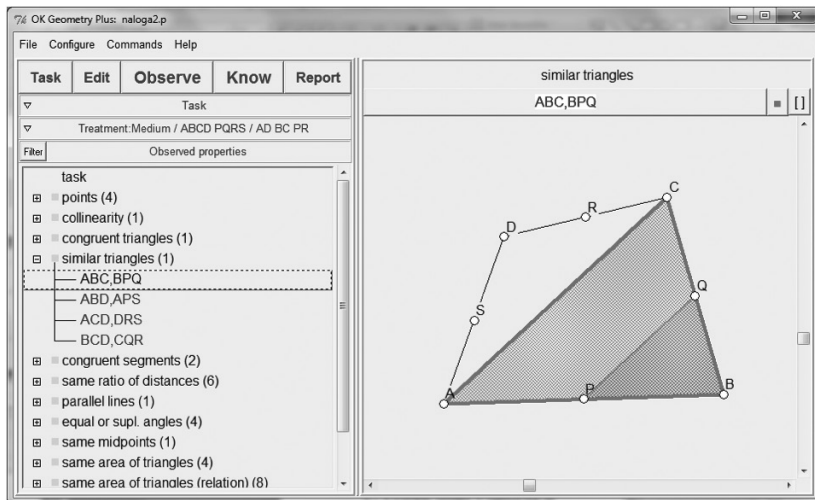 OK Geometry Plus: naloga2.p
File Configure Commands Help
Task Edit Observe Know Report
Task
Treatment:Medium / ABCD PQRS / AD BC PR
Filter Observed properties
task
points (4)
collinearity (1)
congruent triangles (1)
similar triangles (1)
ABC,BPQ
ABD,APS
ACD,DRS
BCD,CQR
congruent segments (2)
same ratio of distances (6)
parallel lines (1)
equal or supl. angles (4)
same midpoints (1)
same area of triangles (4)
same area of triangles (relation) (8)
similar triangles
ABC,BPQ
[ ]
C
R
D
Q
S
A
P
B